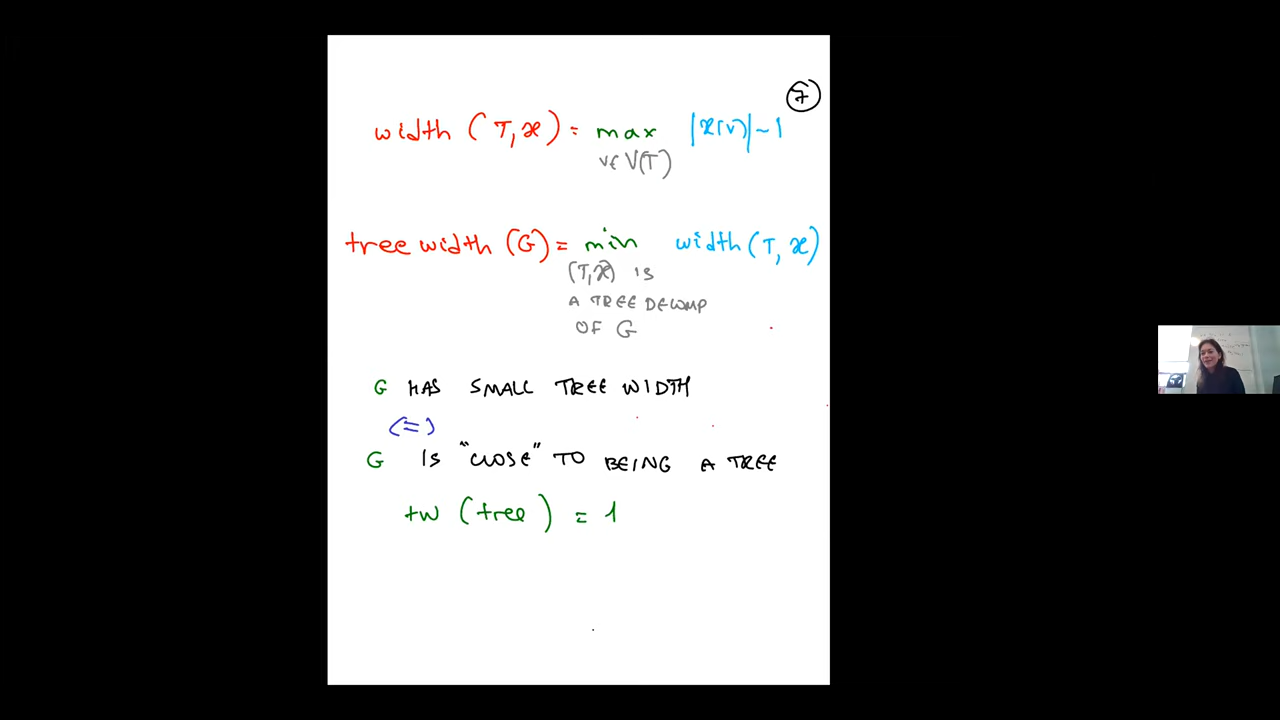 7
width (T,x) = max |x(v)| - 1
v∈ V(T)
tree width (G) = min width (T, x)
(T,x) is
A TREE DECOMP
OF G
G HAS SMALL TREE WIDTH
(=)
G IS "CLOSE" TO BEING A TREE
tw (tree) = 1